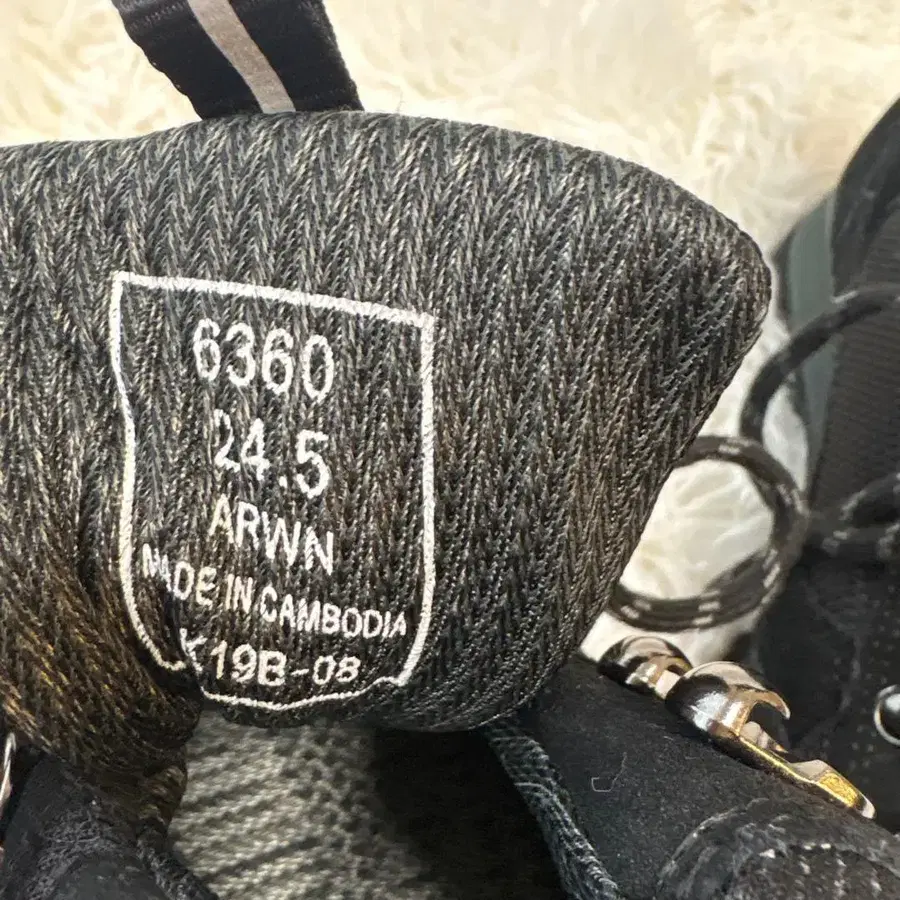 6360
24.5
ARWN
MADE IN CAMBODIA
K19B-08